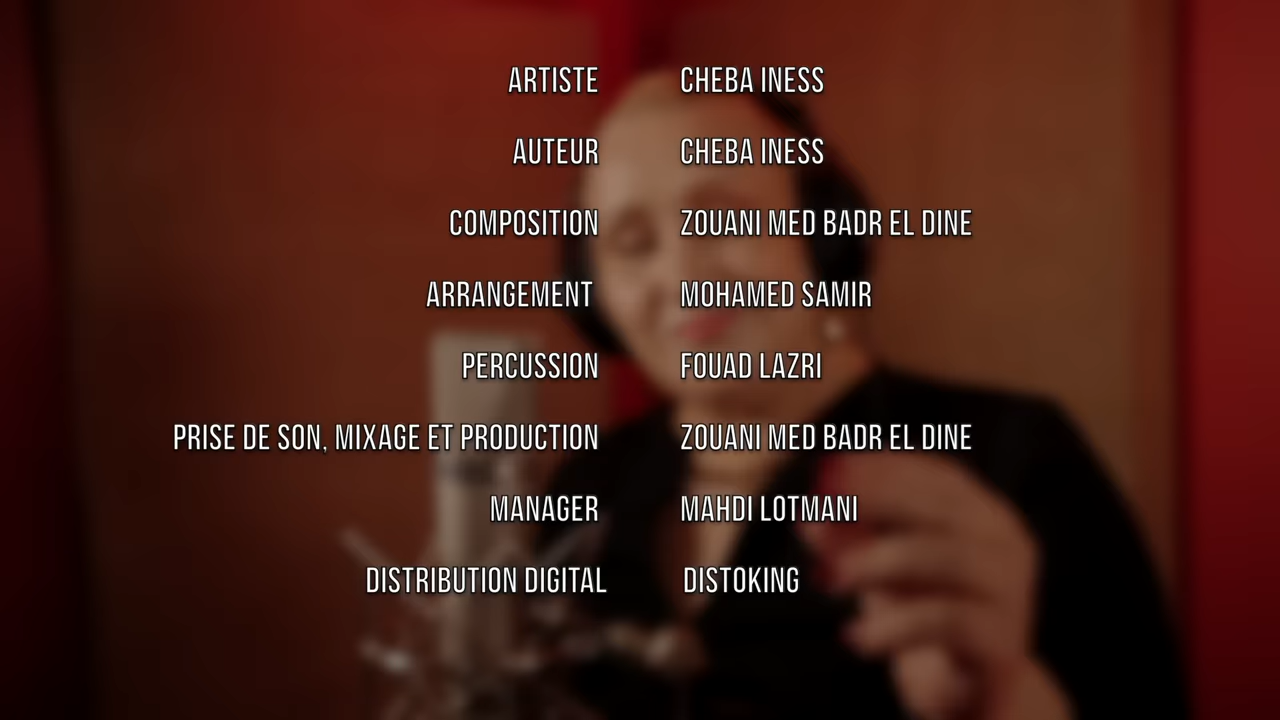 ARTISTE CHEBA INESS
AUTEUR CHEBA INESS
COMPOSITION ZOUANI MED BADR EL DINE
ARRANGEMENT MOHAMED SAMIR
PERCUSSION FOUAD LAZRI
PRISE DE SON, MIXAGE ET PRODUCTION ZOUANI MED BADR EL DINE
MANAGER MAHDI LOTMANI
DISTRIBUTION DIGITAL DISTOKING